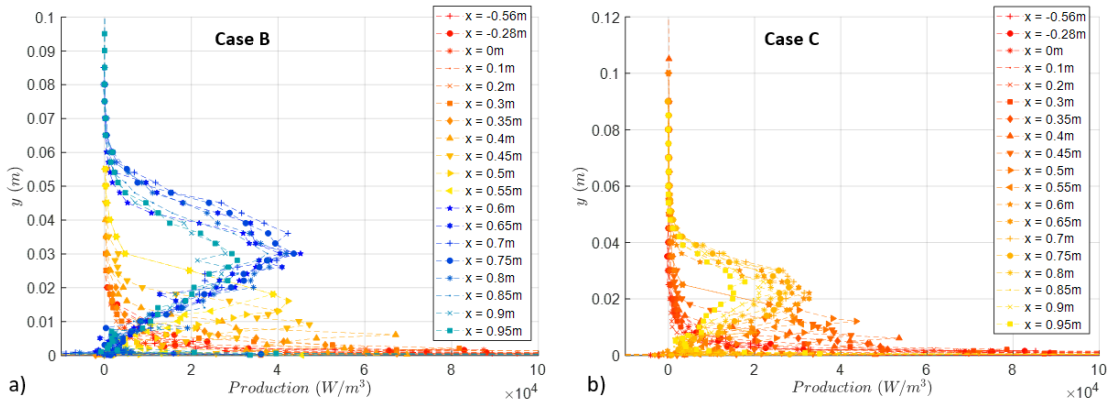 Case B
0.1
0.09
0.08
0.07
0.06
0.05
0.04
0.03
0.02
0.01
0
y (m)
0 2 4 6 8 10
Production (W/m³)
×10⁴
x = -0.56m
x = -0.28m
x = 0m
x = 0.1m
x = 0.2m
x = 0.3m
x = 0.35m
x = 0.4m
x = 0.45m
x = 0.5m
x = 0.55m
x = 0.6m
x = 0.65m
x = 0.7m
x = 0.75m
x = 0.8m
x = 0.85m
x = 0.9m
x = 0.95m
a)
Case C
0.12
0.1
0.08
0.06
0.04
0.02
0
y (m)
0 2 4 6 8 10
Production (W/m³)
×10⁴
x = -0.56m
x = -0.28m
x = 0m
x = 0.1m
x = 0.2m
x = 0.3m
x = 0.35m
x = 0.4m
x = 0.45m
x = 0.5m
x = 0.55m
x = 0.6m
x = 0.65m
x = 0.7m
x = 0.75m
x = 0.8m
x = 0.85m
x = 0.9m
x = 0.95m
b)